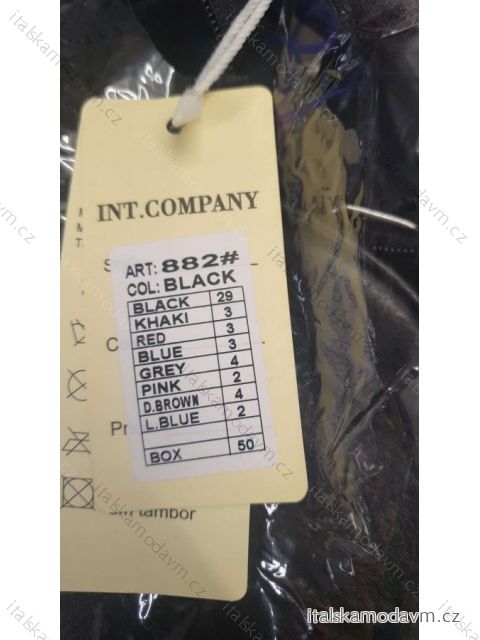 INT.COMPANY
ART: 882#
COL: BLACK
BLACK 29
KHAKI 3
RED 3
BLUE 3
GREY 4
PINK 2
D.BROWN 4
L.BLUE 2
BOX 50
tambor
italskamodavm.cz